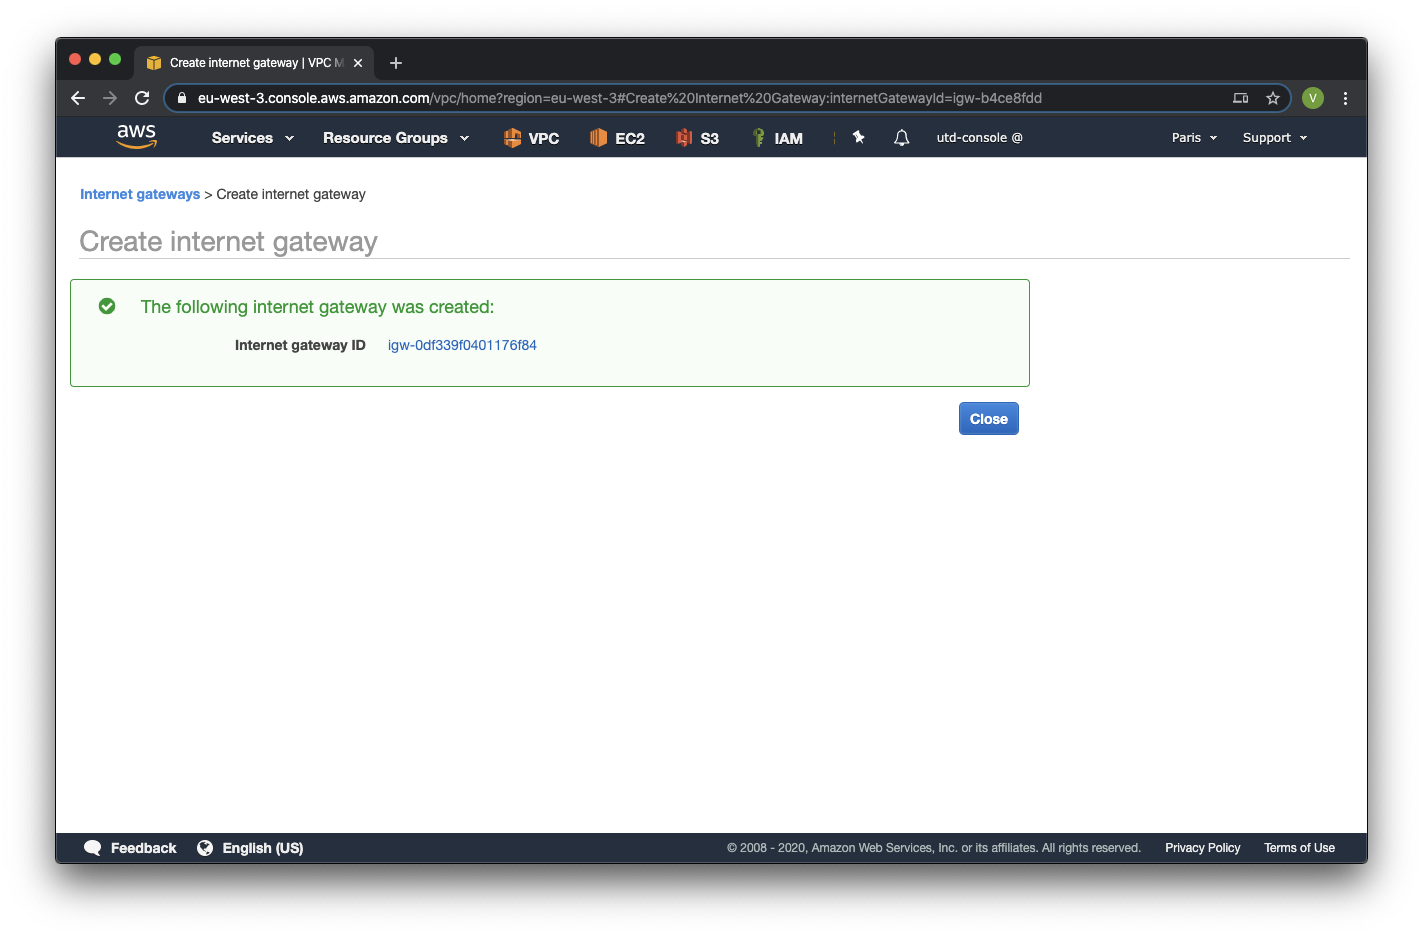 Create internet gateway | VPC M
eu-west-3.console.aws.amazon.com/vpc/home?region=eu-west-3#Create%20Internet%20Gateway:internetGatewayId=igw-b4ce8fdd
V
aws Services Resource Groups VPC EC2 S3 IAM utd-console @ Paris Support
Internet gateways > Create internet gateway
Create internet gateway
The following internet gateway was created:
Internet gateway ID igw-0df339f0401176f84
Close
Feedback English (US) © 2008 - 2020, Amazon Web Services, Inc. or its affiliates. All rights reserved. Privacy Policy Terms of Use